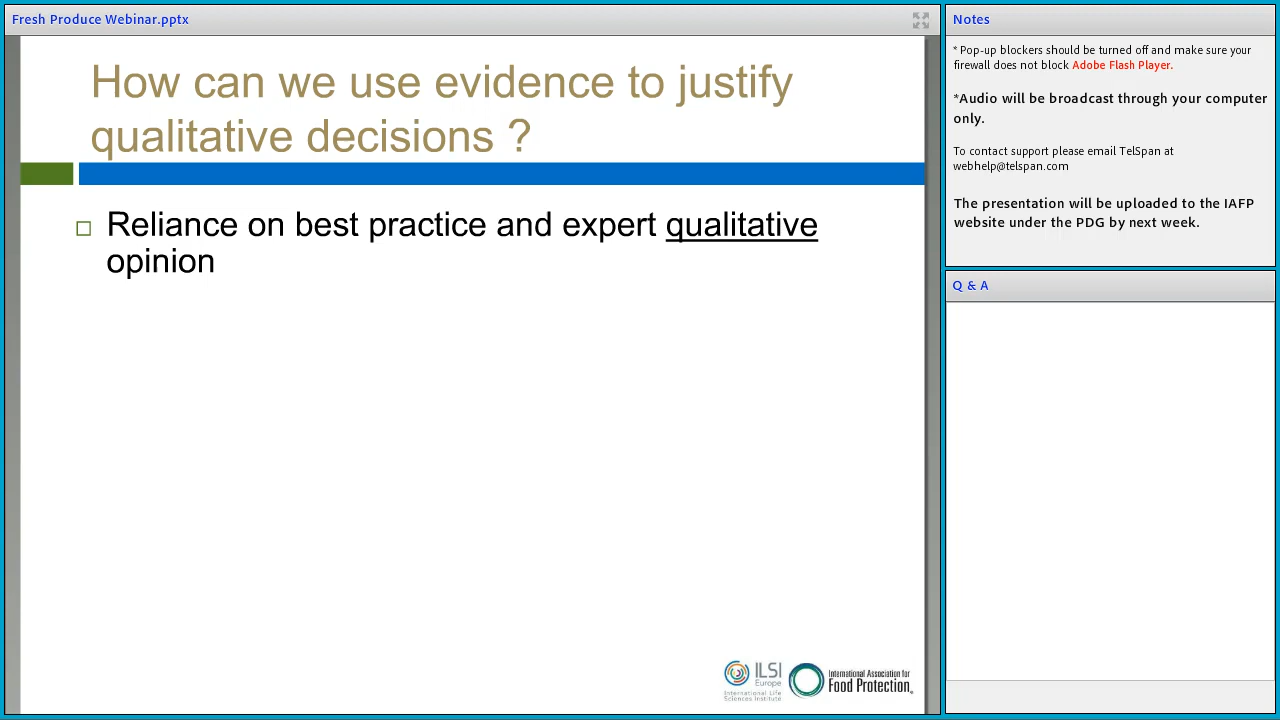 Fresh Produce Webinar.pptx
How can we use evidence to justify
qualitative decisions ?
Reliance on best practice and expert qualitative
opinion
ILSI
Europe
International Life
Sciences Institute
International Association for
Food Protection®
Notes
* Pop-up blockers should be turned off and make sure your
firewall does not block Adobe Flash Player.
*Audio will be broadcast through your computer
only.
To contact support please email TelSpan at
webhelp@telspan.com
The presentation will be uploaded to the IAFP
website under the PDG by next week.
Q & A